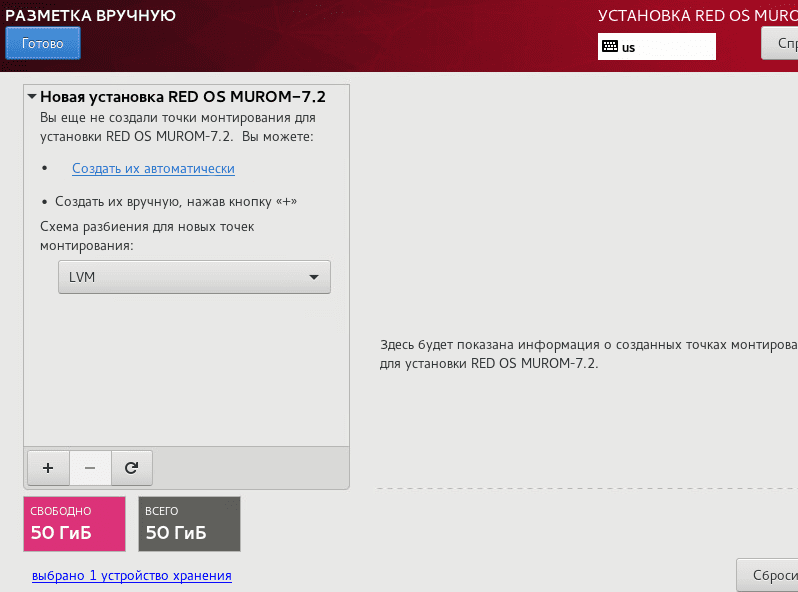 РАЗМЕТКА ВРУЧНУЮ
УСТАНОВКА RED OS MURO
Готово
us
Спр
Новая установка RED OS MUROM-7.2
Вы еще не создали точки монтирования для
установки RED OS MUROM-7.2. Вы можете:
• Создать их автоматически
• Создать их вручную, нажав кнопку «+»
Схема разбиения для новых точек
монтирования:
LVM
Здесь будет показана информация о созданных точках монтирова
для установки RED OS MUROM-7.2.
+ −
СВОБОДНО
50 ГиБ
ВСЕГО
50 ГиБ
выбрано 1 устройство хранения
Сброси